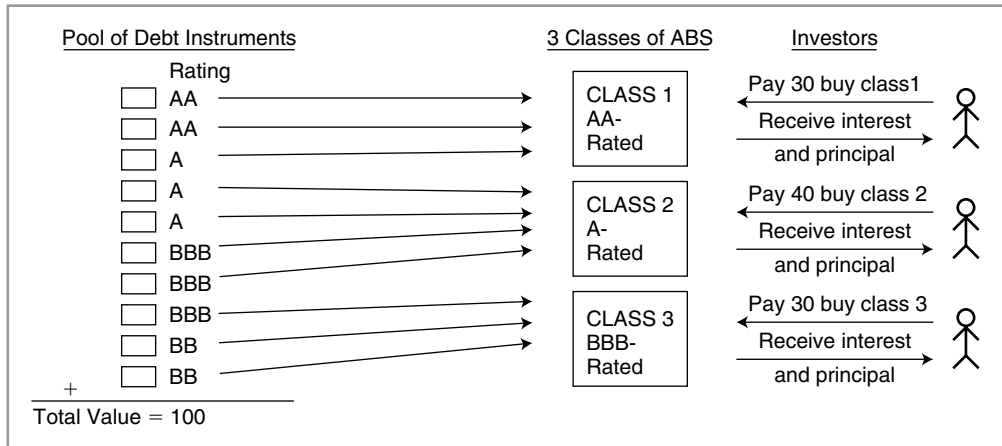 Pool of Debt Instruments
3 Classes of ABS
Investors
Rating
AA
AA
A
A
A
BBB
BBB
BBB
BB
BB
+
Total Value = 100
CLASS 1
AA-
Rated
CLASS 2
A-
Rated
CLASS 3
BBB-
Rated
Pay 30 buy class1
Receive interest
and principal
Pay 40 buy class 2
Receive interest
and principal
Pay 30 buy class 3
Receive interest
and principal